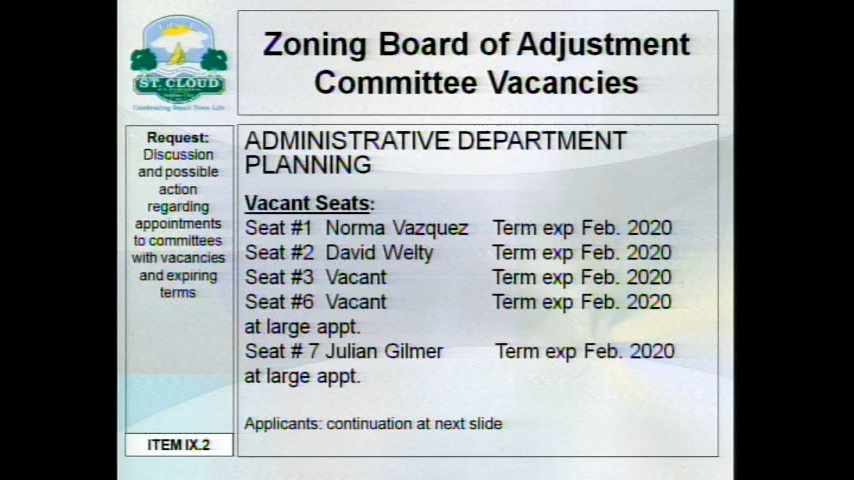 Zoning Board of Adjustment
Committee Vacancies
ST. CLOUD
Celebrating Small Town Life
Request:
Discussion
and possible
action
regarding
appointments
to committees
with vacancies
and expiring
terms
ITEM IX.2
ADMINISTRATIVE DEPARTMENT
PLANNING
Vacant Seats:
Seat #1 Norma Vazquez Term exp Feb. 2020
Seat #2 David Welty Term exp Feb. 2020
Seat #3 Vacant Term exp Feb. 2020
Seat #6 Vacant Term exp Feb. 2020
at large appt.
Seat # 7 Julian Gilmer Term exp Feb. 2020
at large appt.
Applicants: continuation at next slide